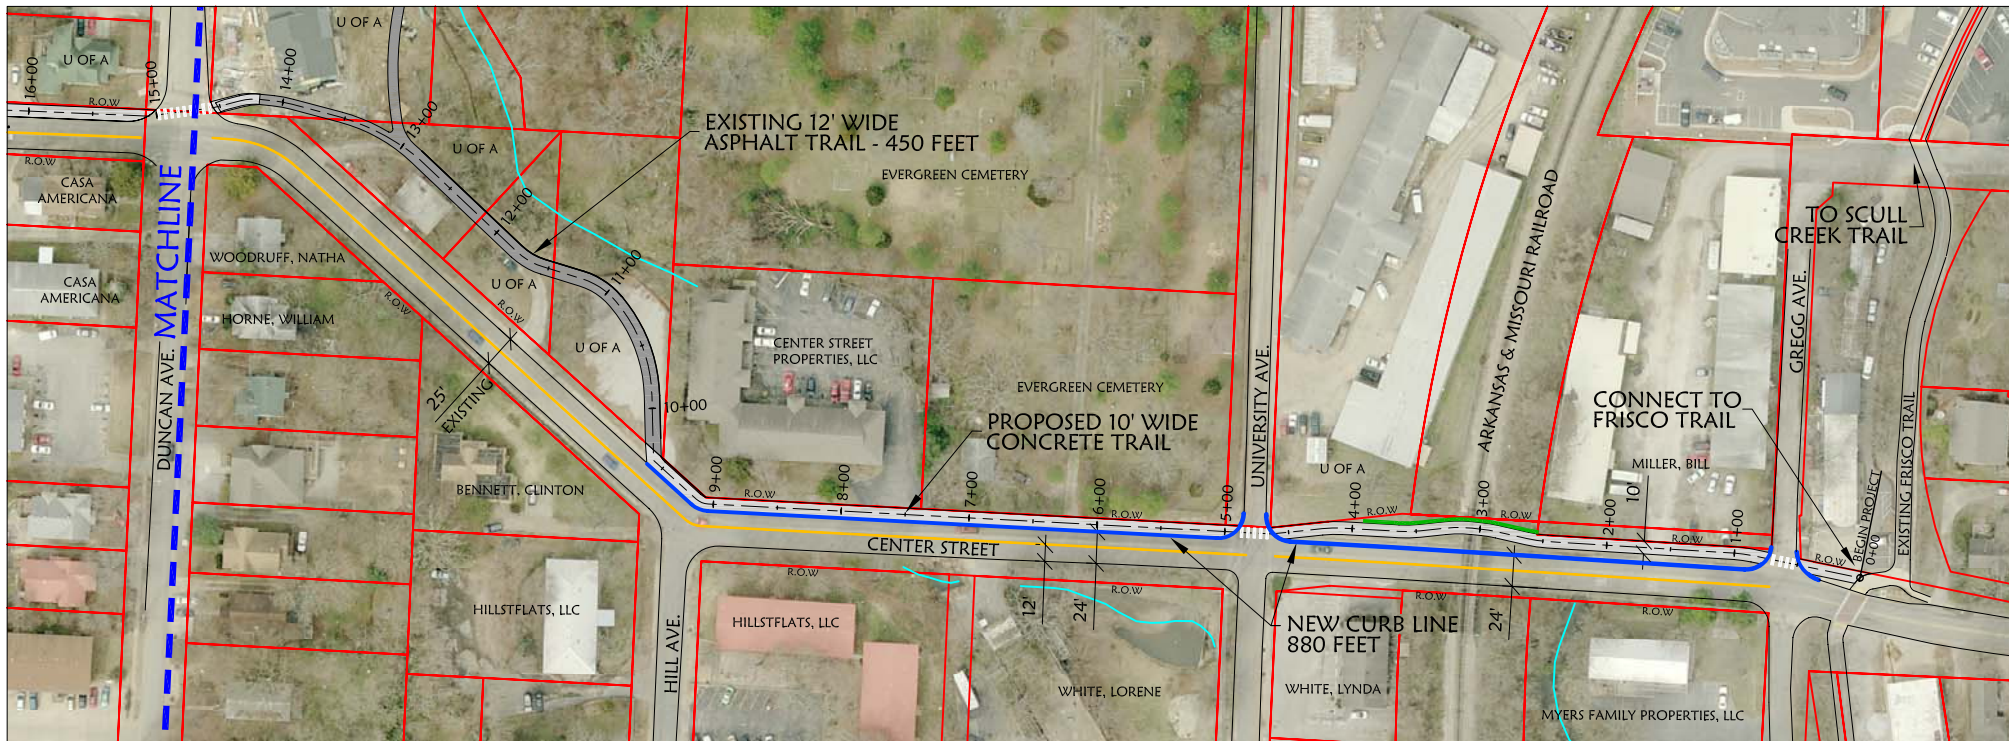 U OF A
U OF A
16+00
15+00
14+00
13+00
12+00
11+00
10+00
9+00
8+00
7+00
6+00
5+00
4+00
3+00
2+00
1+00
R.O.W
R.O.W
CASA
AMERICANA
CASA
AMERICANA
MATCHLINE
DUNCAN AVE.
WOODRUFF, NATHA
HORNE, WILLIAM
R.O.W
R.O.W
25'
EXISTING
BENNETT, CLINTON
HILLSTFLATS, LLC
HILL AVE.
U OF A
U OF A
U OF A
EXISTING 12' WIDE
ASPHALT TRAIL - 450 FEET
EVERGREEN CEMETERY
CENTER STREET
PROPERTIES, LLC
EVERGREEN CEMETERY
PROPOSED 10' WIDE
CONCRETE TRAIL
R.O.W
R.O.W
CENTER STREET
R.O.W
R.O.W
HILLSTFLATS, LLC
12'
24'
WHITE, LORENE
UNIVERSITY AVE.
U OF A
R.O.W
R.O.W
ARKANSAS & MISSOURI RAILROAD
NEW CURB LINE
880 FEET
WHITE, LYNDA
R.O.W
24'
R.O.W
MYERS FAMILY PROPERTIES, LLC
10'
MILLER, BILL
R.O.W
CONNECT TO
FRISCO TRAIL
GREGG AVE.
TO SCULL
CREEK TRAIL
R.O.W
BEGIN PROJECT
0+00
EXISTING FRISCO TRAIL